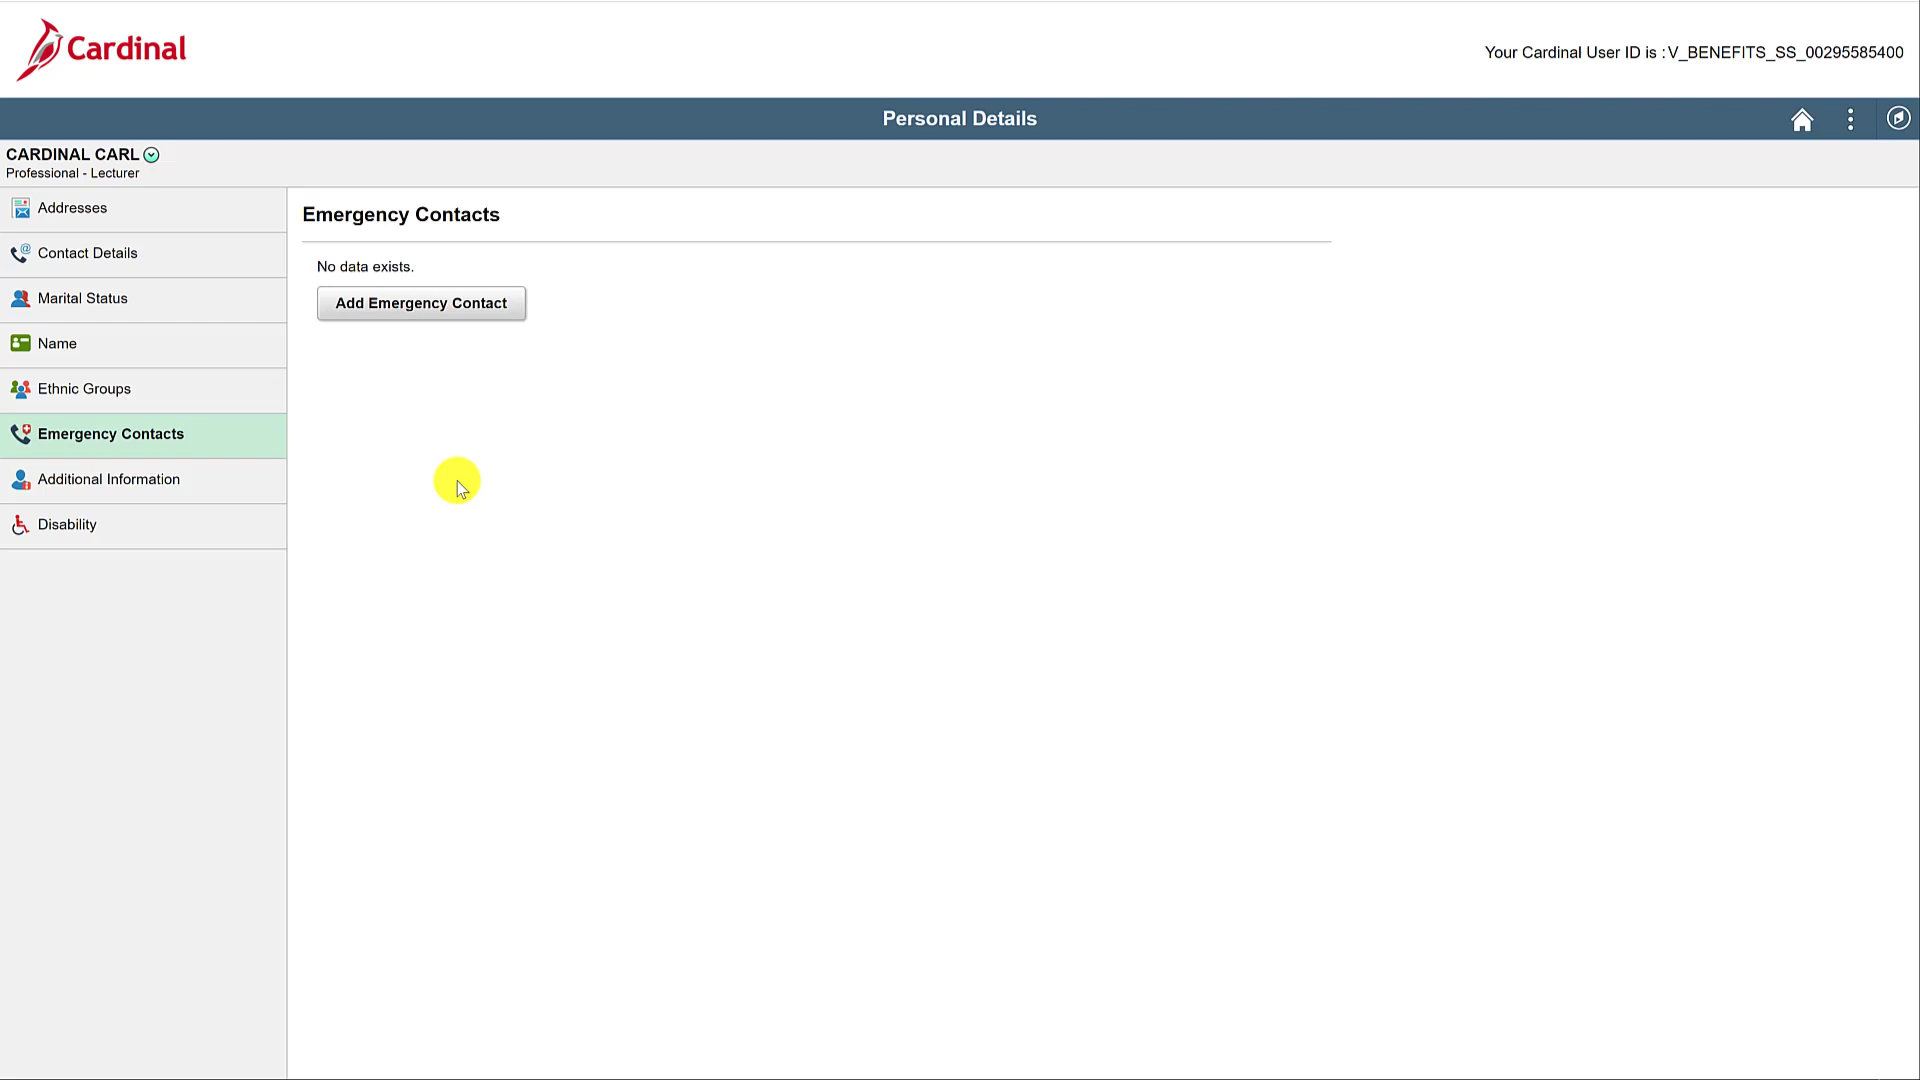 Cardinal
Your Cardinal User ID is :V_BENEFITS_SS_00295585400
Personal Details
CARDINAL CARL
Professional - Lecturer
Addresses
Contact Details
Marital Status
Name
Ethnic Groups
Emergency Contacts
Additional Information
Disability
Emergency Contacts
No data exists.
Add Emergency Contact